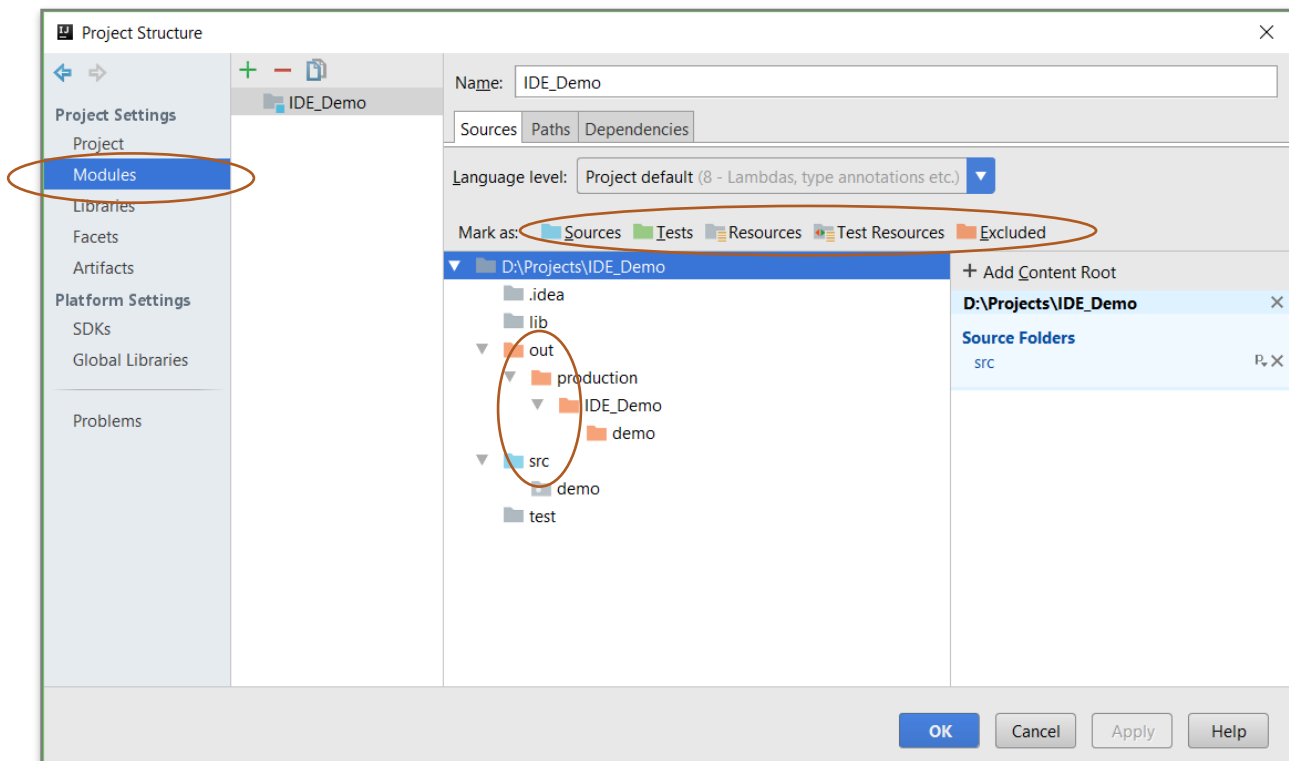 Project Structure
Project Settings
Project
Modules
Libraries
Facets
Artifacts
Platform Settings
SDKs
Global Libraries
Problems
IDE_Demo
Name: IDE_Demo
Sources Paths Dependencies
Language level: Project default (8 - Lambdas, type annotations etc.)
Mark as: Sources Tests Resources Test Resources Excluded
D:\Projects\IDE_Demo
.idea
lib
out
production
IDE_Demo
demo
src
demo
test
+ Add Content Root
D:\Projects\IDE_Demo
Source Folders
src
OK Cancel Apply Help